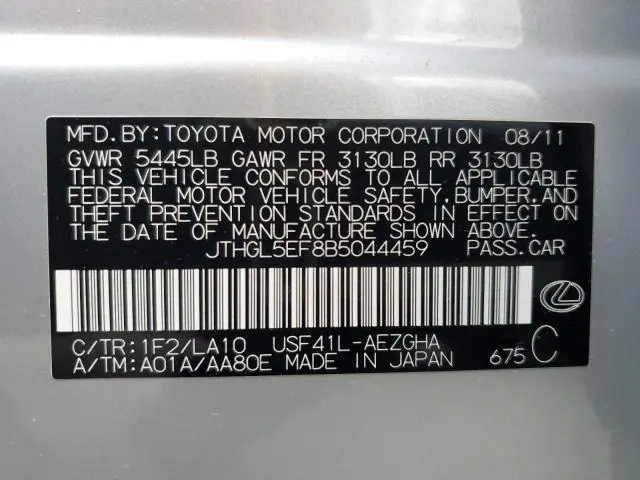 MFD. BY: TOYOTA MOTOR CORPORATION 08/11
GVWR 5445LB GAWR FR 3130LB RR 3130LB
THIS VEHICLE CONFORMS TO ALL APPLICABLE
FEDERAL MOTOR VEHICLE SAFETY, BUMPER, AND
THEFT PREVENTION STANDARDS IN EFFECT ON
THE DATE OF MANUFACTURE SHOWN ABOVE.
JTHGL5EF8B5044459 PASS.CAR
C/TR: 1F2/LA10 USF41L-AEZGHA
A/TM: A01A/AA80E MADE IN JAPAN 675 C